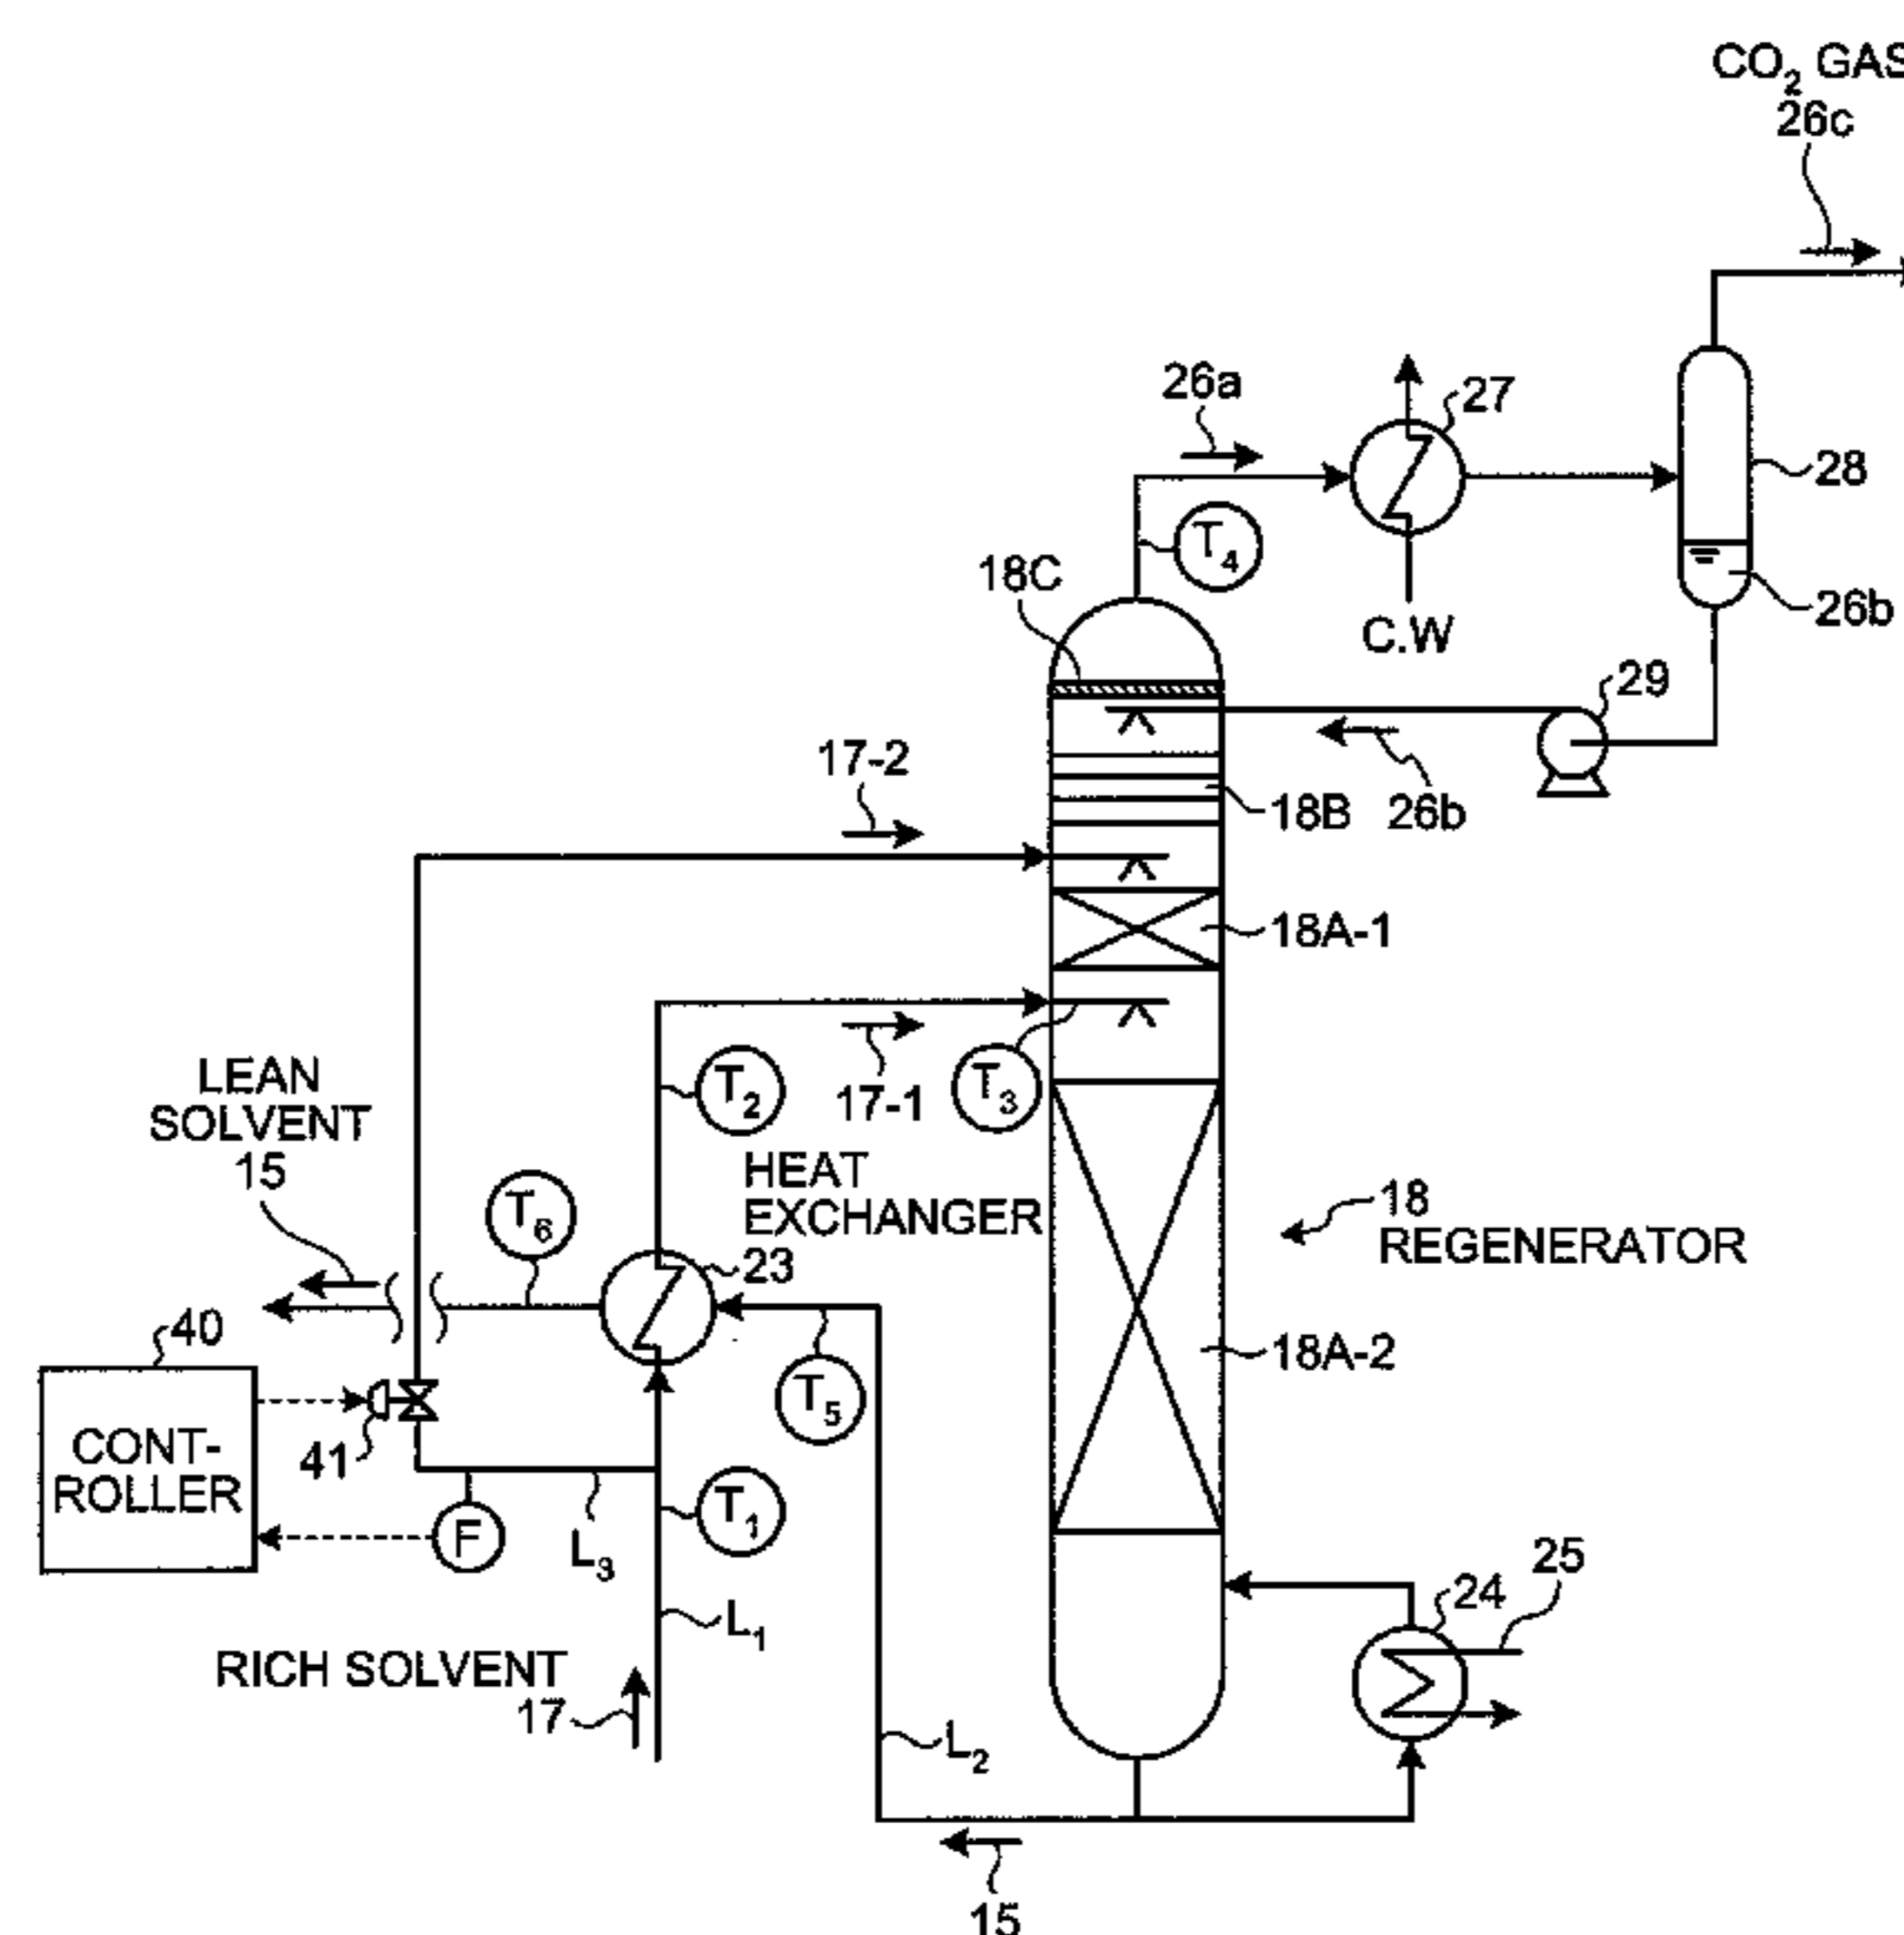 CO₂ GAS
26c
26a
27
28
T₄
18C
26b
C.W
29
17-2
18B
26b
18A-1
LEAN
SOLVENT
15
T₂
17-1
T₃
HEAT
EXCHANGER
23
T₆
18
REGENERATOR
40
18A-2
T₅
CONT-
ROLLER
41
F
L₃
T₁
25
24
L₁
RICH SOLVENT
17
L₂
15